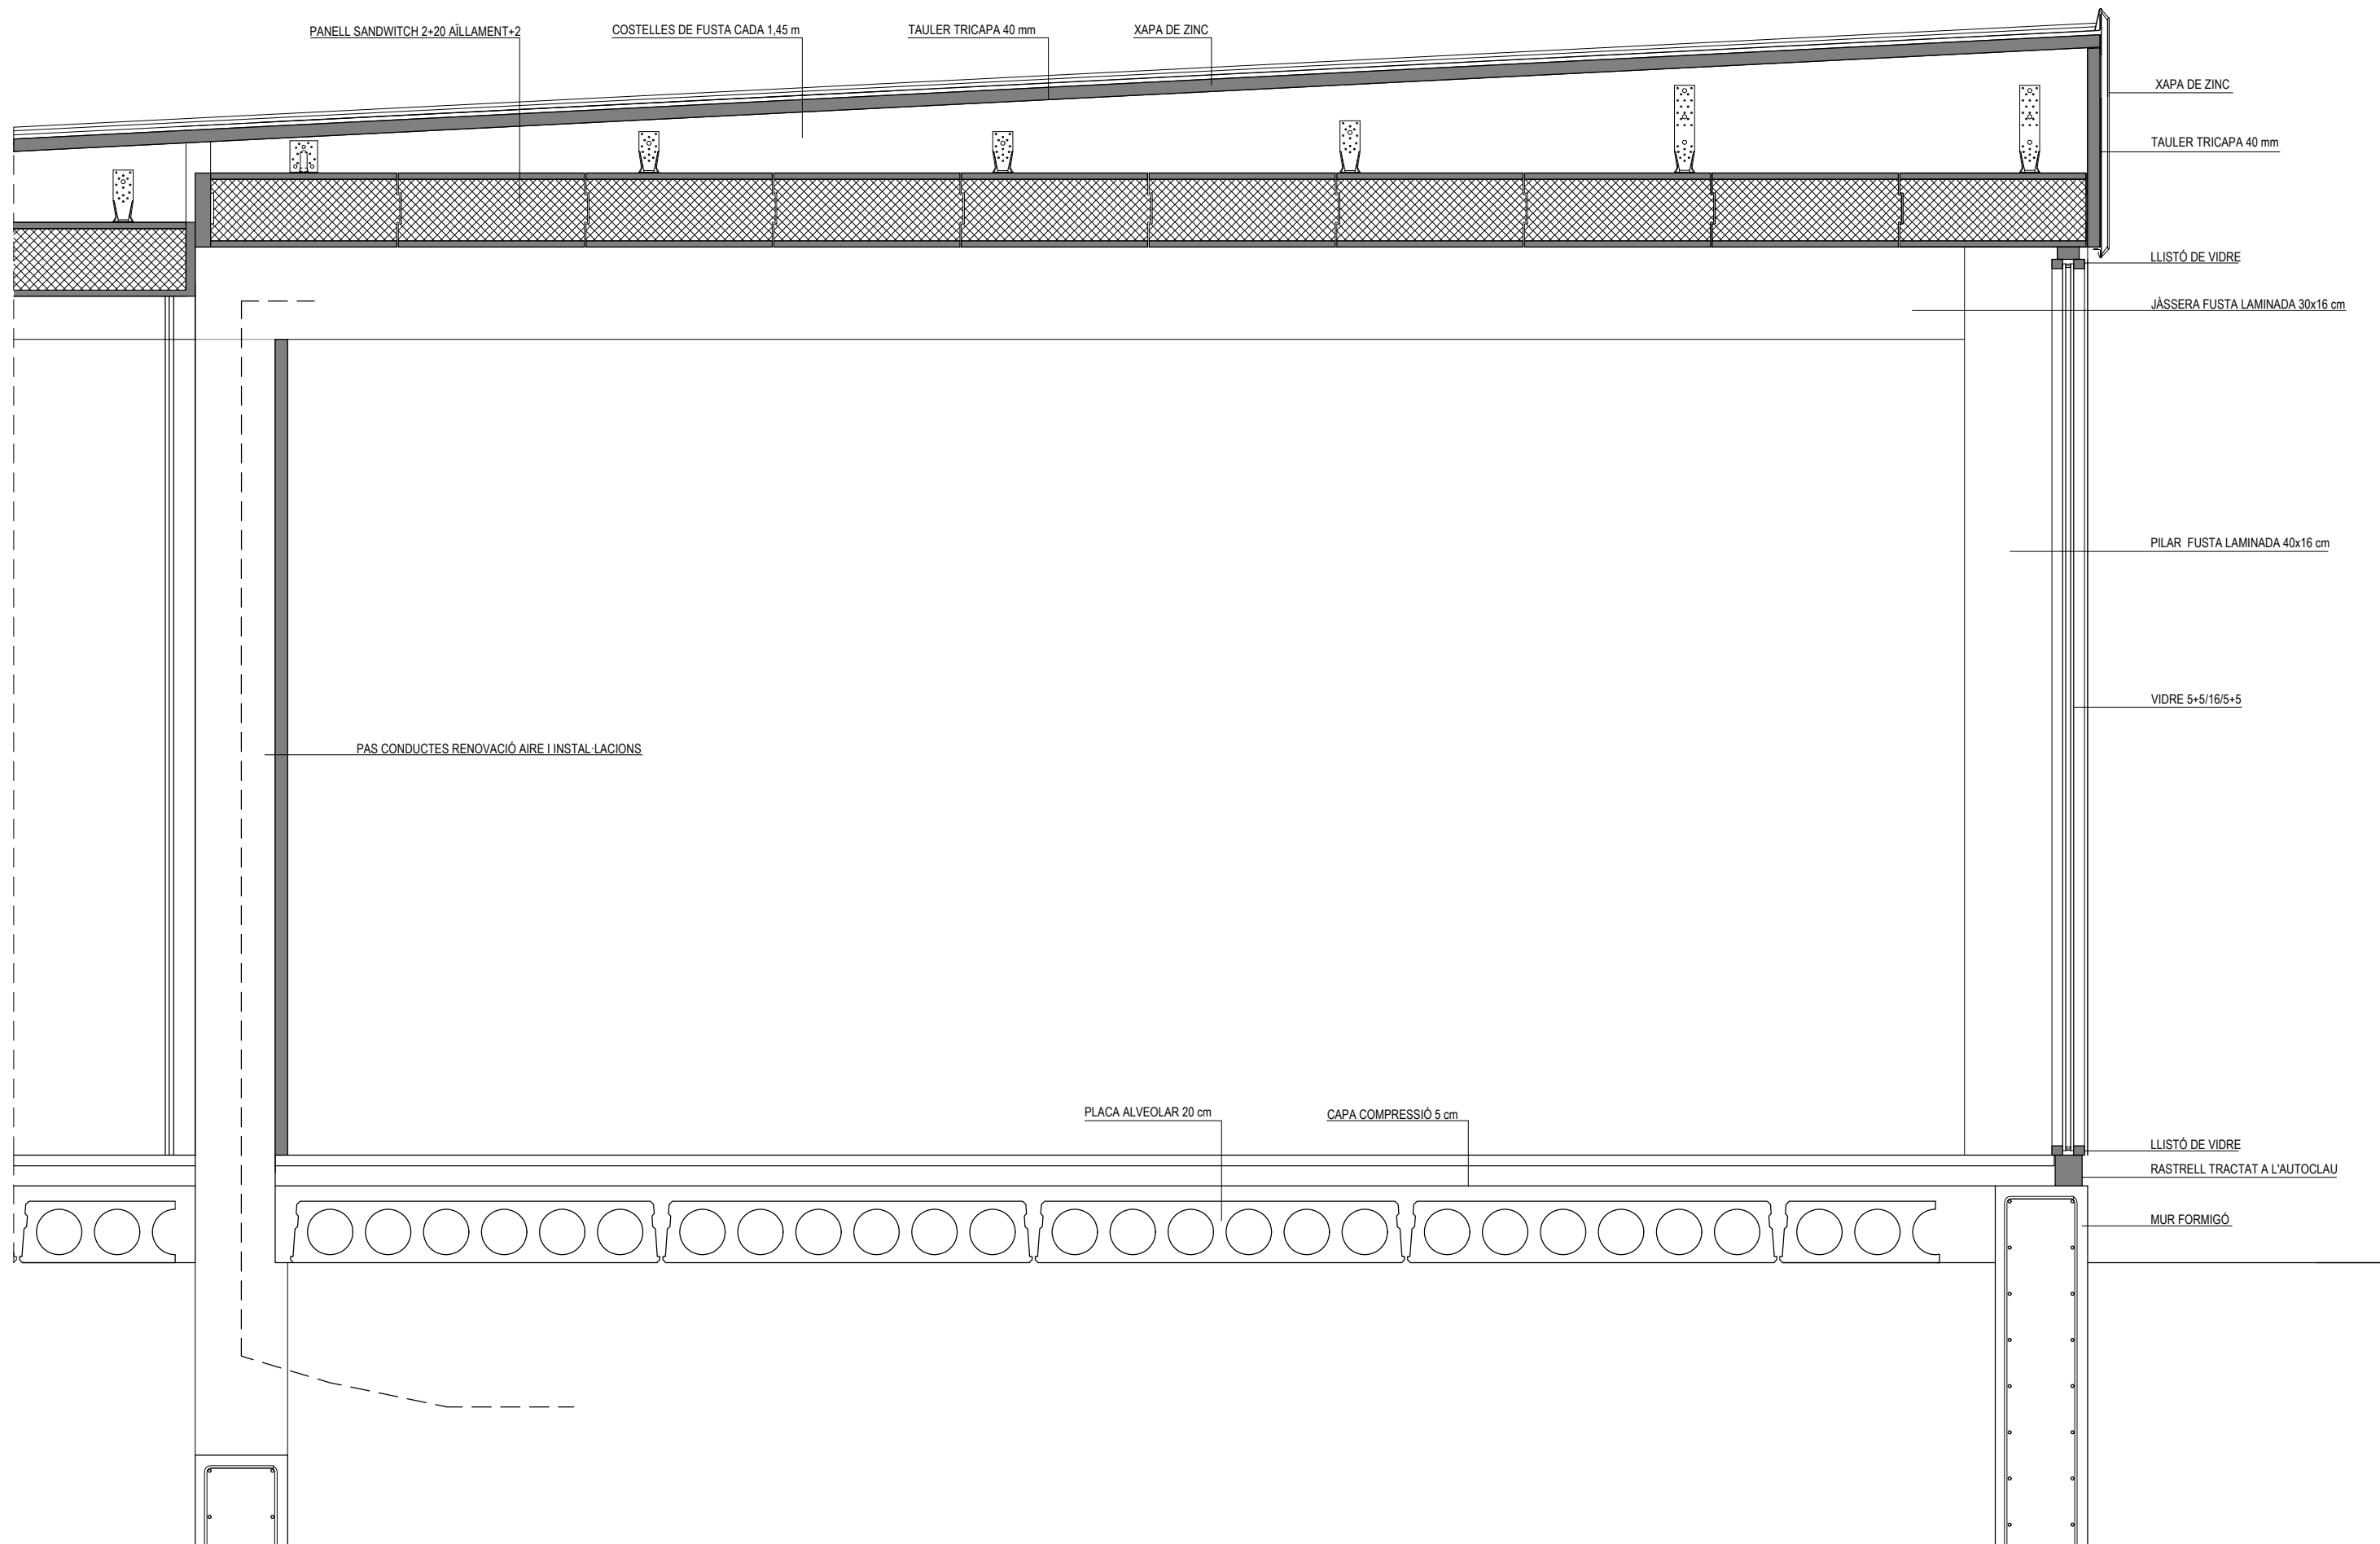 PANELL SANDWITCH 2+20 AÏLLAMENT+2
COSTELLES DE FUSTA CADA 1,45 m
TAULER TRICAPA 40 mm
XAPA DE ZINC
XAPA DE ZINC
TAULER TRICAPA 40 mm
LLISTÓ DE VIDRE
JÀSSERA FUSTA LAMINADA 30x16 cm
PILAR FUSTA LAMINADA 40x16 cm
VIDRE 5+5/16/5+5
PAS CONDUCTES RENOVACIÓ AIRE I INSTAL·LACIONS
PLACA ALVEOLAR 20 cm
CAPA COMPRESSIÓ 5 cm
LLISTÓ DE VIDRE
RASTRELL TRACTAT A L'AUTOCLAU
MUR FORMIGÓ